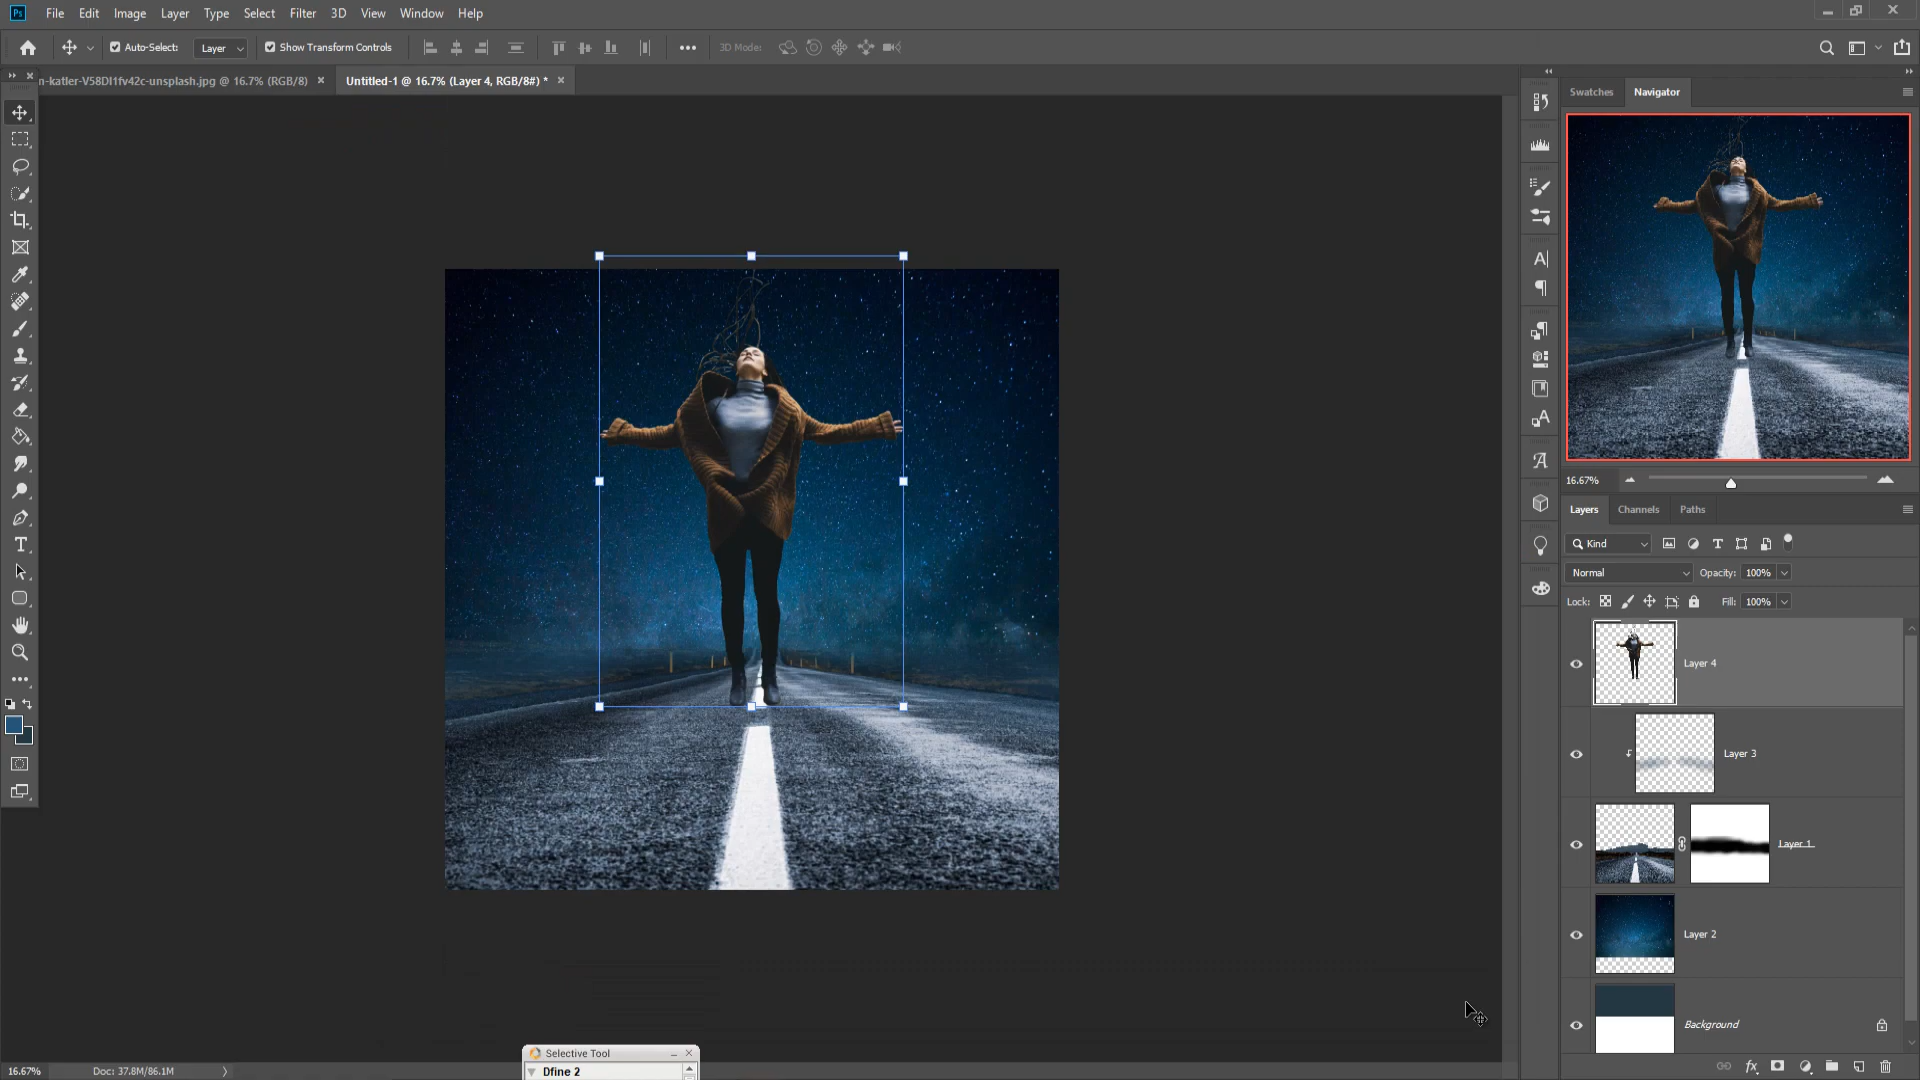 Ps File Edit Image Layer Type Select Filter 3D View Window Help
Auto-Select: Layer Show Transform Controls 3D Mode:
n-katler-V58DI1fv42c-unsplash.jpg @ 16.7% (RGB/8) Untitled-1 @ 16.7% (Layer 4, RGB/8#) *
Swatches Navigator
16.67%
Layers Channels Paths
Kind
Normal Opacity: 100%
Lock: Fill: 100%
Layer 4
Layer 3
Layer 1
Layer 2
Background
Selective Tool
Dfine 2
16.67% Doc: 37.8M/86.1M